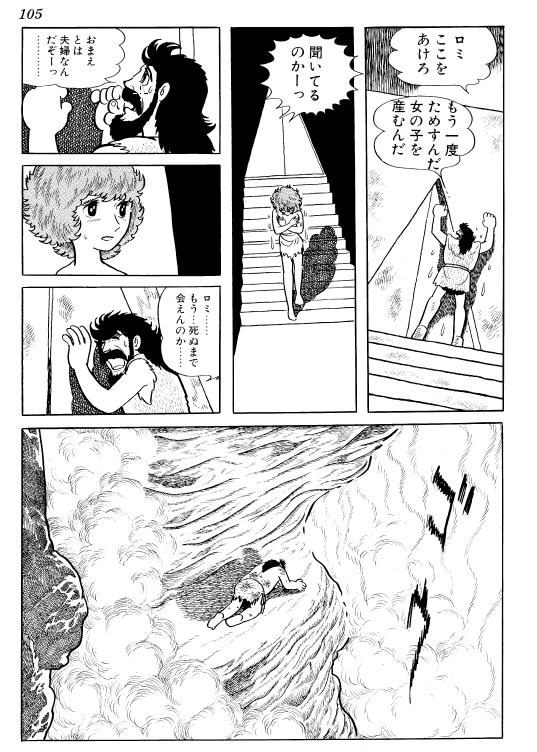 105
ロミ
ここを
あけろ
もう一度
ためすんだ
女の子を
産むんだ
聞いてる
のかーっ
おまえ
とは
夫婦なん
だぞーっ
………
ロミ……
もう…死ぬまで
会えんのか……
ゴー